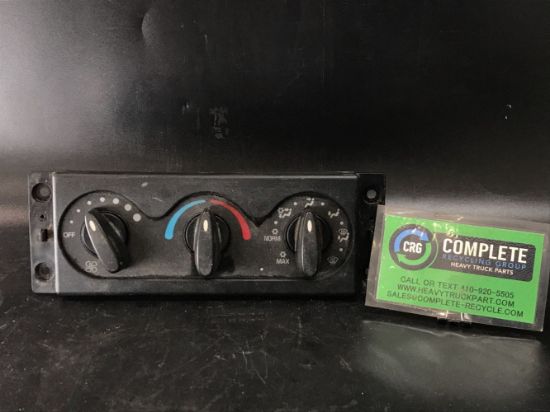 OFF
NORM
MAX
CRG
COMPLETE
RECYCLING GROUP
HEAVY TRUCK PARTS
CALL OR TEXT 410-920-5505
WWW.HEAVYTRUCKPART.COM
SALES@COMPLETE-RECYCLE.COM